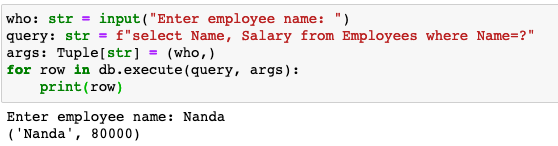 who: str = input("Enter employee name: ")
query: str = f"select Name, Salary from Employees where Name=?"
args: Tuple[str] = (who,)
for row in db.execute(query, args):
    print(row)
Enter employee name: Nanda
('Nanda', 80000)